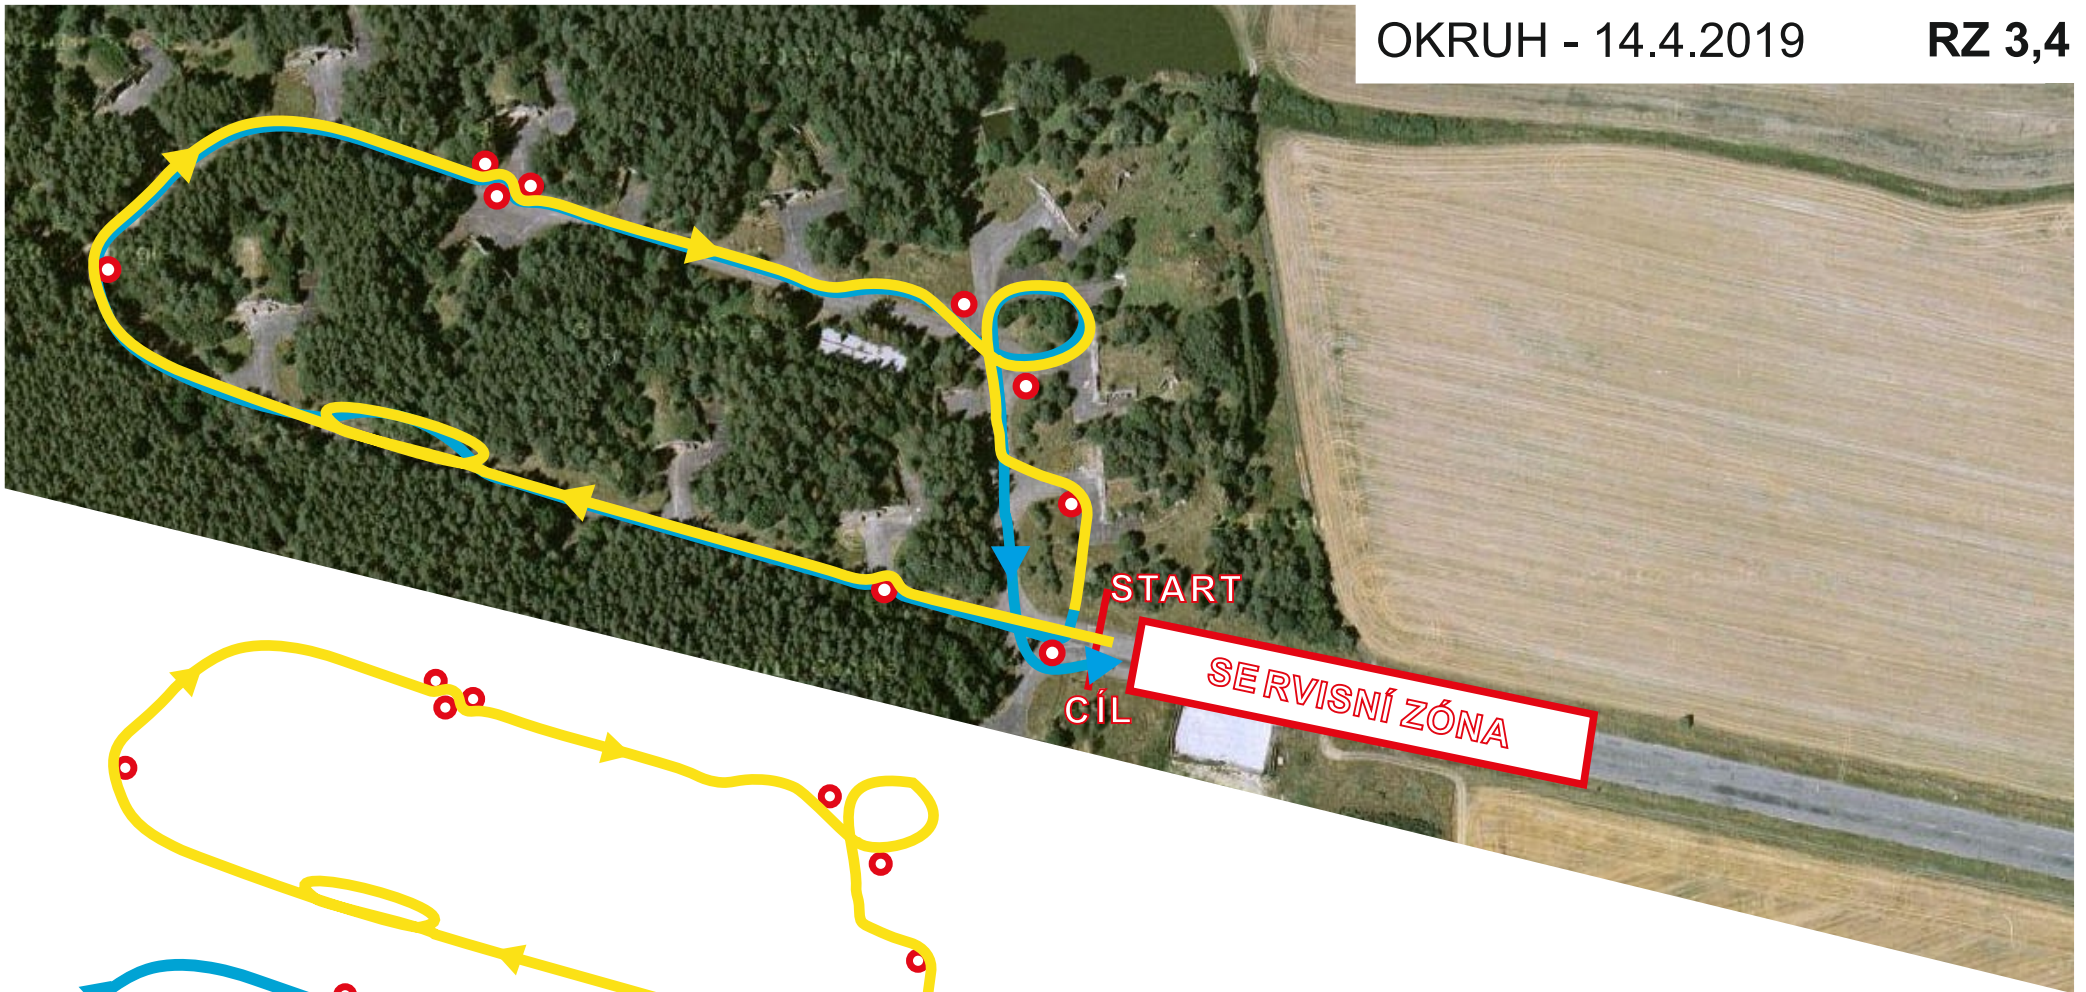 OKRUH - 14.4.2019 RZ 3,4
START
SERVISNÍ ZÓNA
CÍL